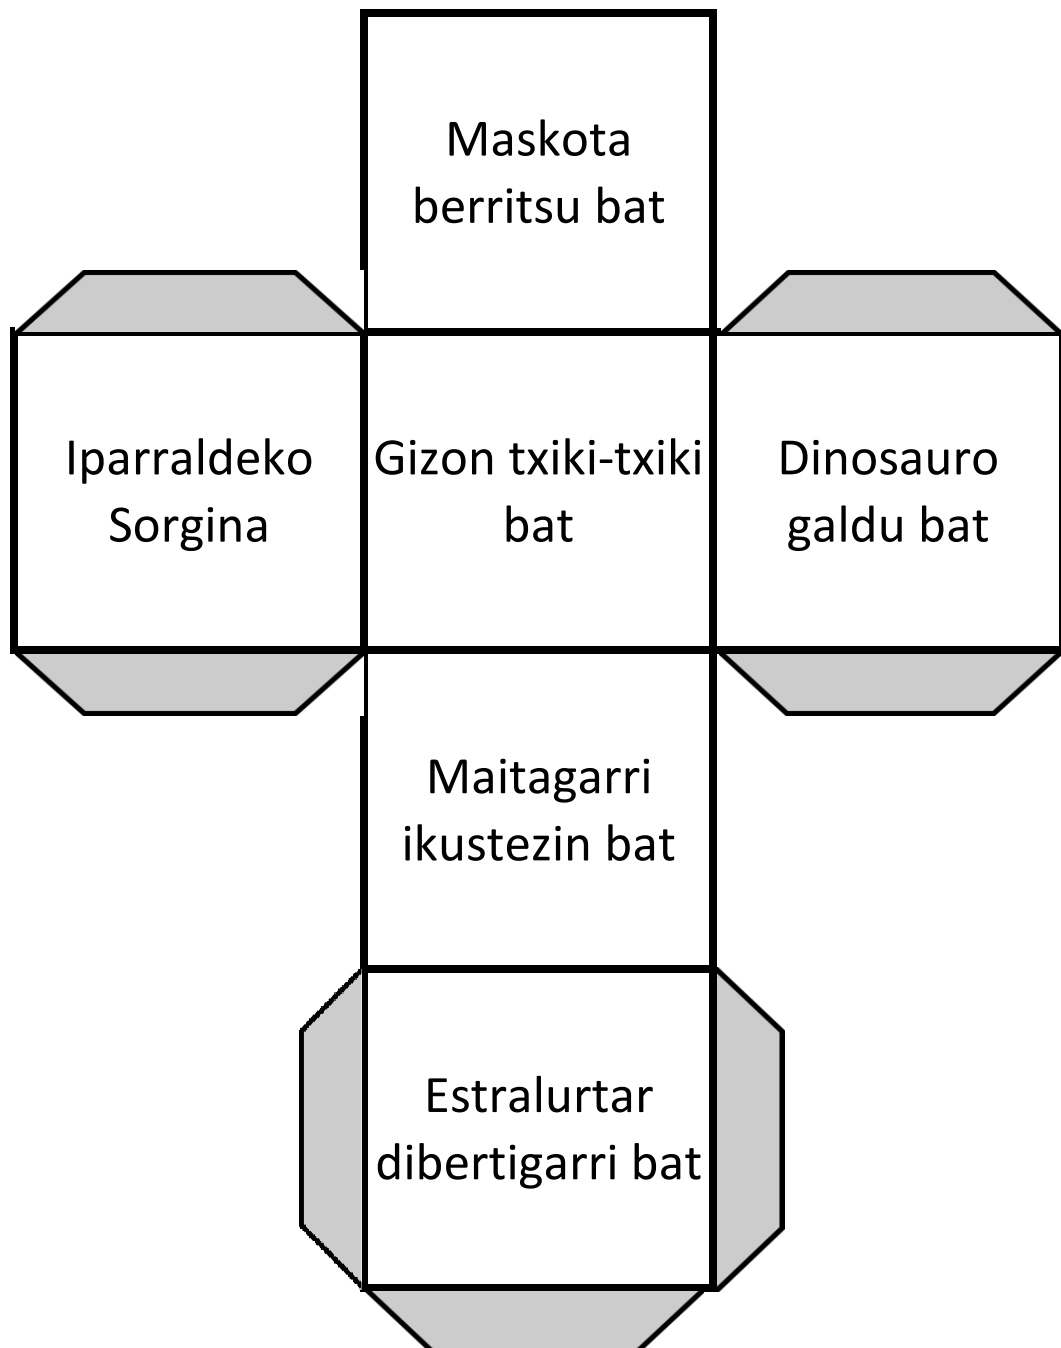 Maskota
berritsu bat
Iparraldeko
Sorgina
Gizon txiki-txiki
bat
Dinosauro
galdu bat
Maitagarri
ikustezin bat
Estralurtar
dibertigarri bat